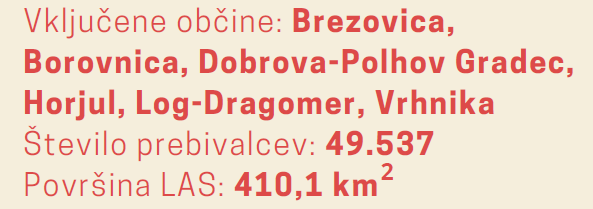 Vključene občine: Brezovica,
Borovnica, Dobrova-Polhov Gradec,
Horjul, Log-Dragomer, Vrhnika
Število prebivalcev: 49.537
Površina LAS: 410,1 km²